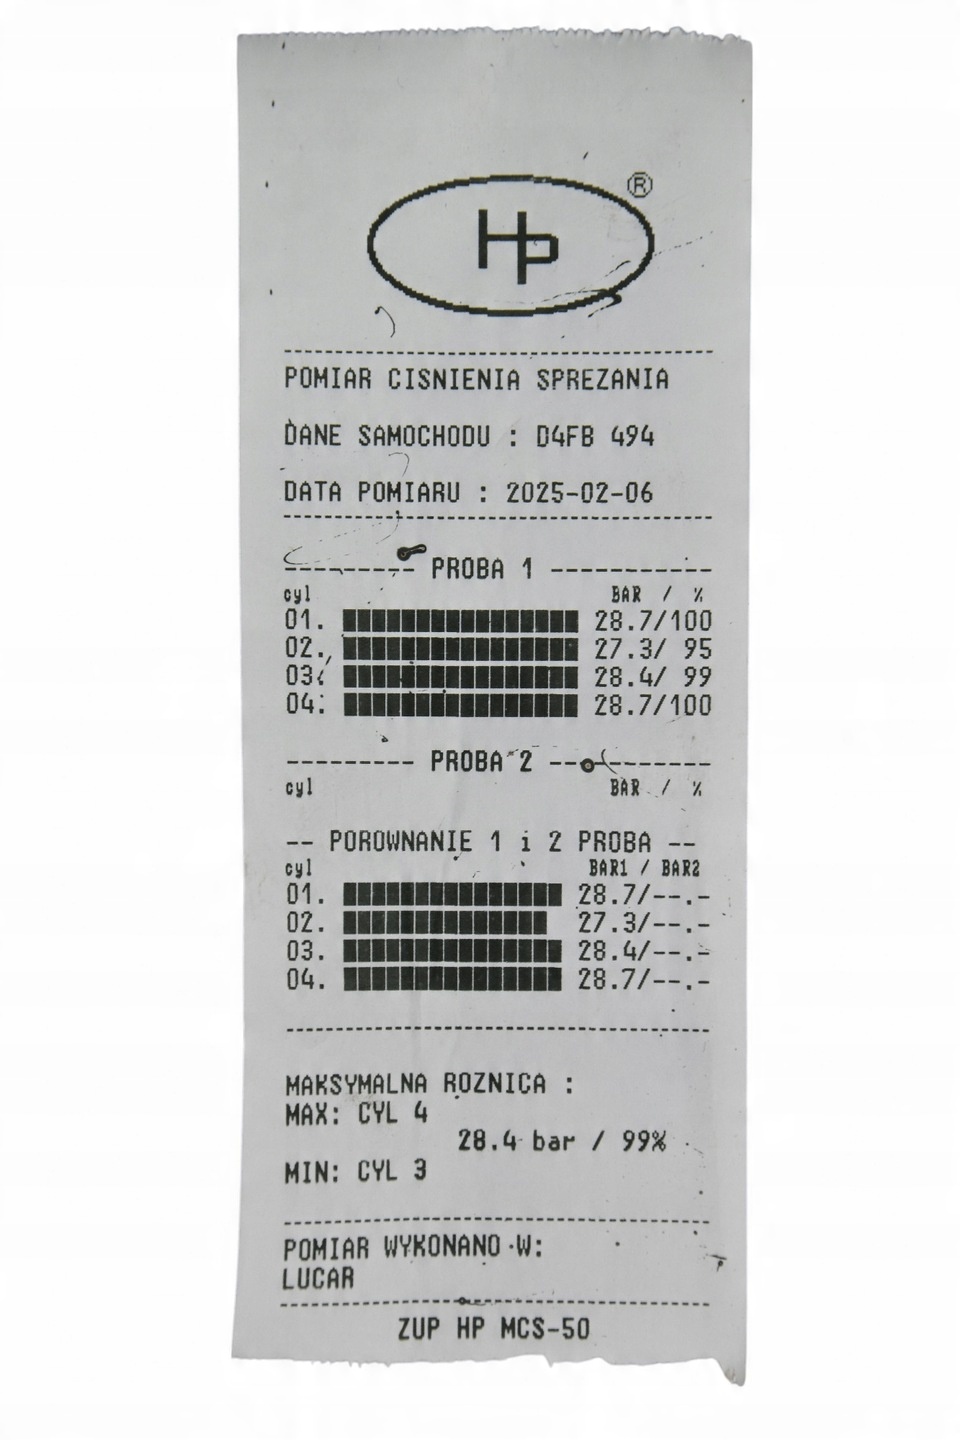 HP ®
POMIAR CISNIENIA SPREZANIA
DANE SAMOCHODU : D4FB 494
DATA POMIARU : 2025-02-06
--------- PROBA 1 -----------
cyl BAR / %
01. 28.7/100
02. 27.3/ 95
03. 28.4/ 99
04. 28.7/100
--------- PROBA 2 -----------
cyl BAR / %
-- POROWNANIE 1 i 2 PROBA --
cyl BAR1 / BAR2
01. 28.7/--.-
02. 27.3/--.-
03. 28.4/--.-
04. 28.7/--.-
MAKSYMALNA ROZNICA :
MAX: CYL 4
28.4 bar / 99%
MIN: CYL 3
POMIAR WYKONANO W:
LUCAR
ZUP HP MCS-50